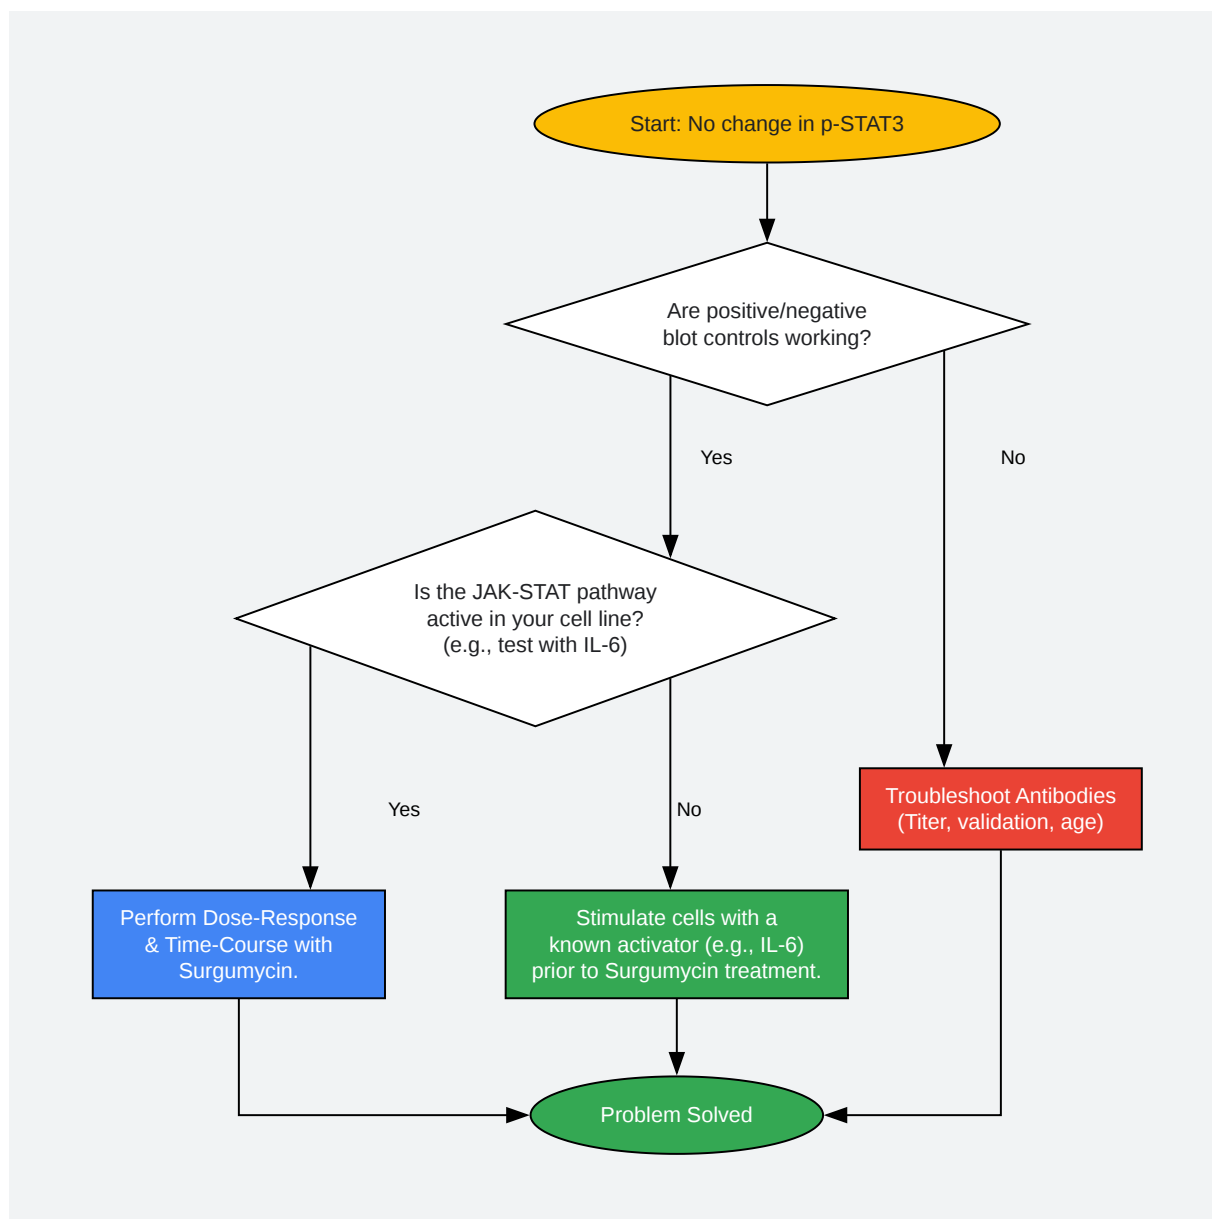 Start: No change in p-STAT3
Are positive/negative
blot controls working?
Yes
No
Is the JAK-STAT pathway
active in your cell line?
(e.g., test with IL-6)
Yes
No
Troubleshoot Antibodies
(Titer, validation, age)
Perform Dose-Response
& Time-Course with
Surgumycin.
Stimulate cells with a
known activator (e.g., IL-6)
prior to Surgumycin treatment.
Problem Solved